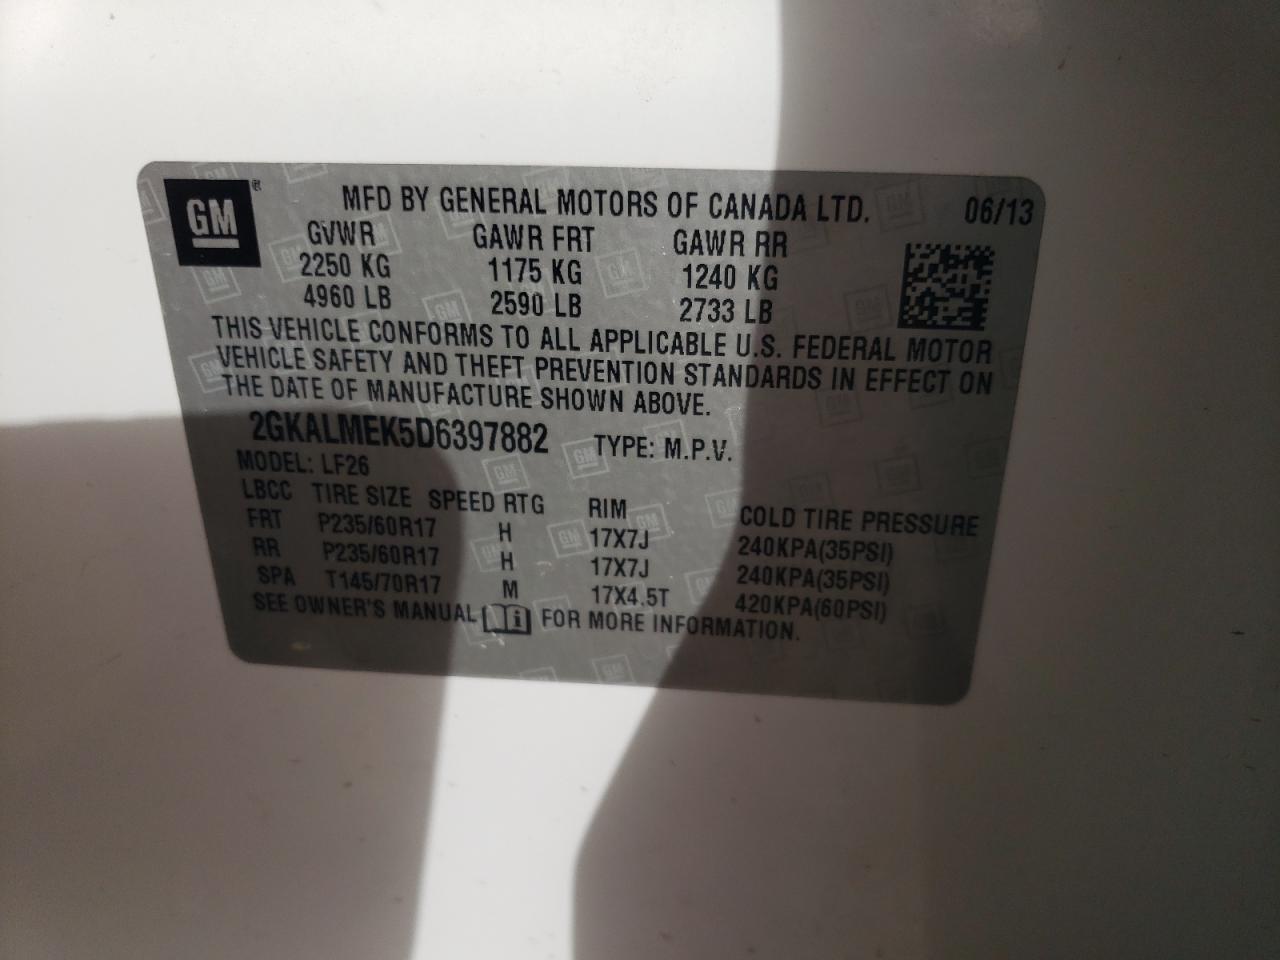 GM ® MFD BY GENERAL MOTORS OF CANADA LTD. 06/13
GVWR GAWR FRT GAWR RR
2250 KG 1175 KG 1240 KG
4960 LB 2590 LB 2733 LB
THIS VEHICLE CONFORMS TO ALL APPLICABLE U.S. FEDERAL MOTOR
VEHICLE SAFETY AND THEFT PREVENTION STANDARDS IN EFFECT ON
THE DATE OF MANUFACTURE SHOWN ABOVE.
2GKALMEK5D6397882 TYPE: M.P.V.
MODEL: LF26
LBCC TIRE SIZE SPEED RTG RIM COLD TIRE PRESSURE
FRT P235/60R17 H 17X7J 240KPA(35PSI)
RR P235/60R17 H 17X7J 240KPA(35PSI)
SPA T145/70R17 M 17X4.5T 420KPA(60PSI)
SEE OWNER'S MANUAL i FOR MORE INFORMATION.